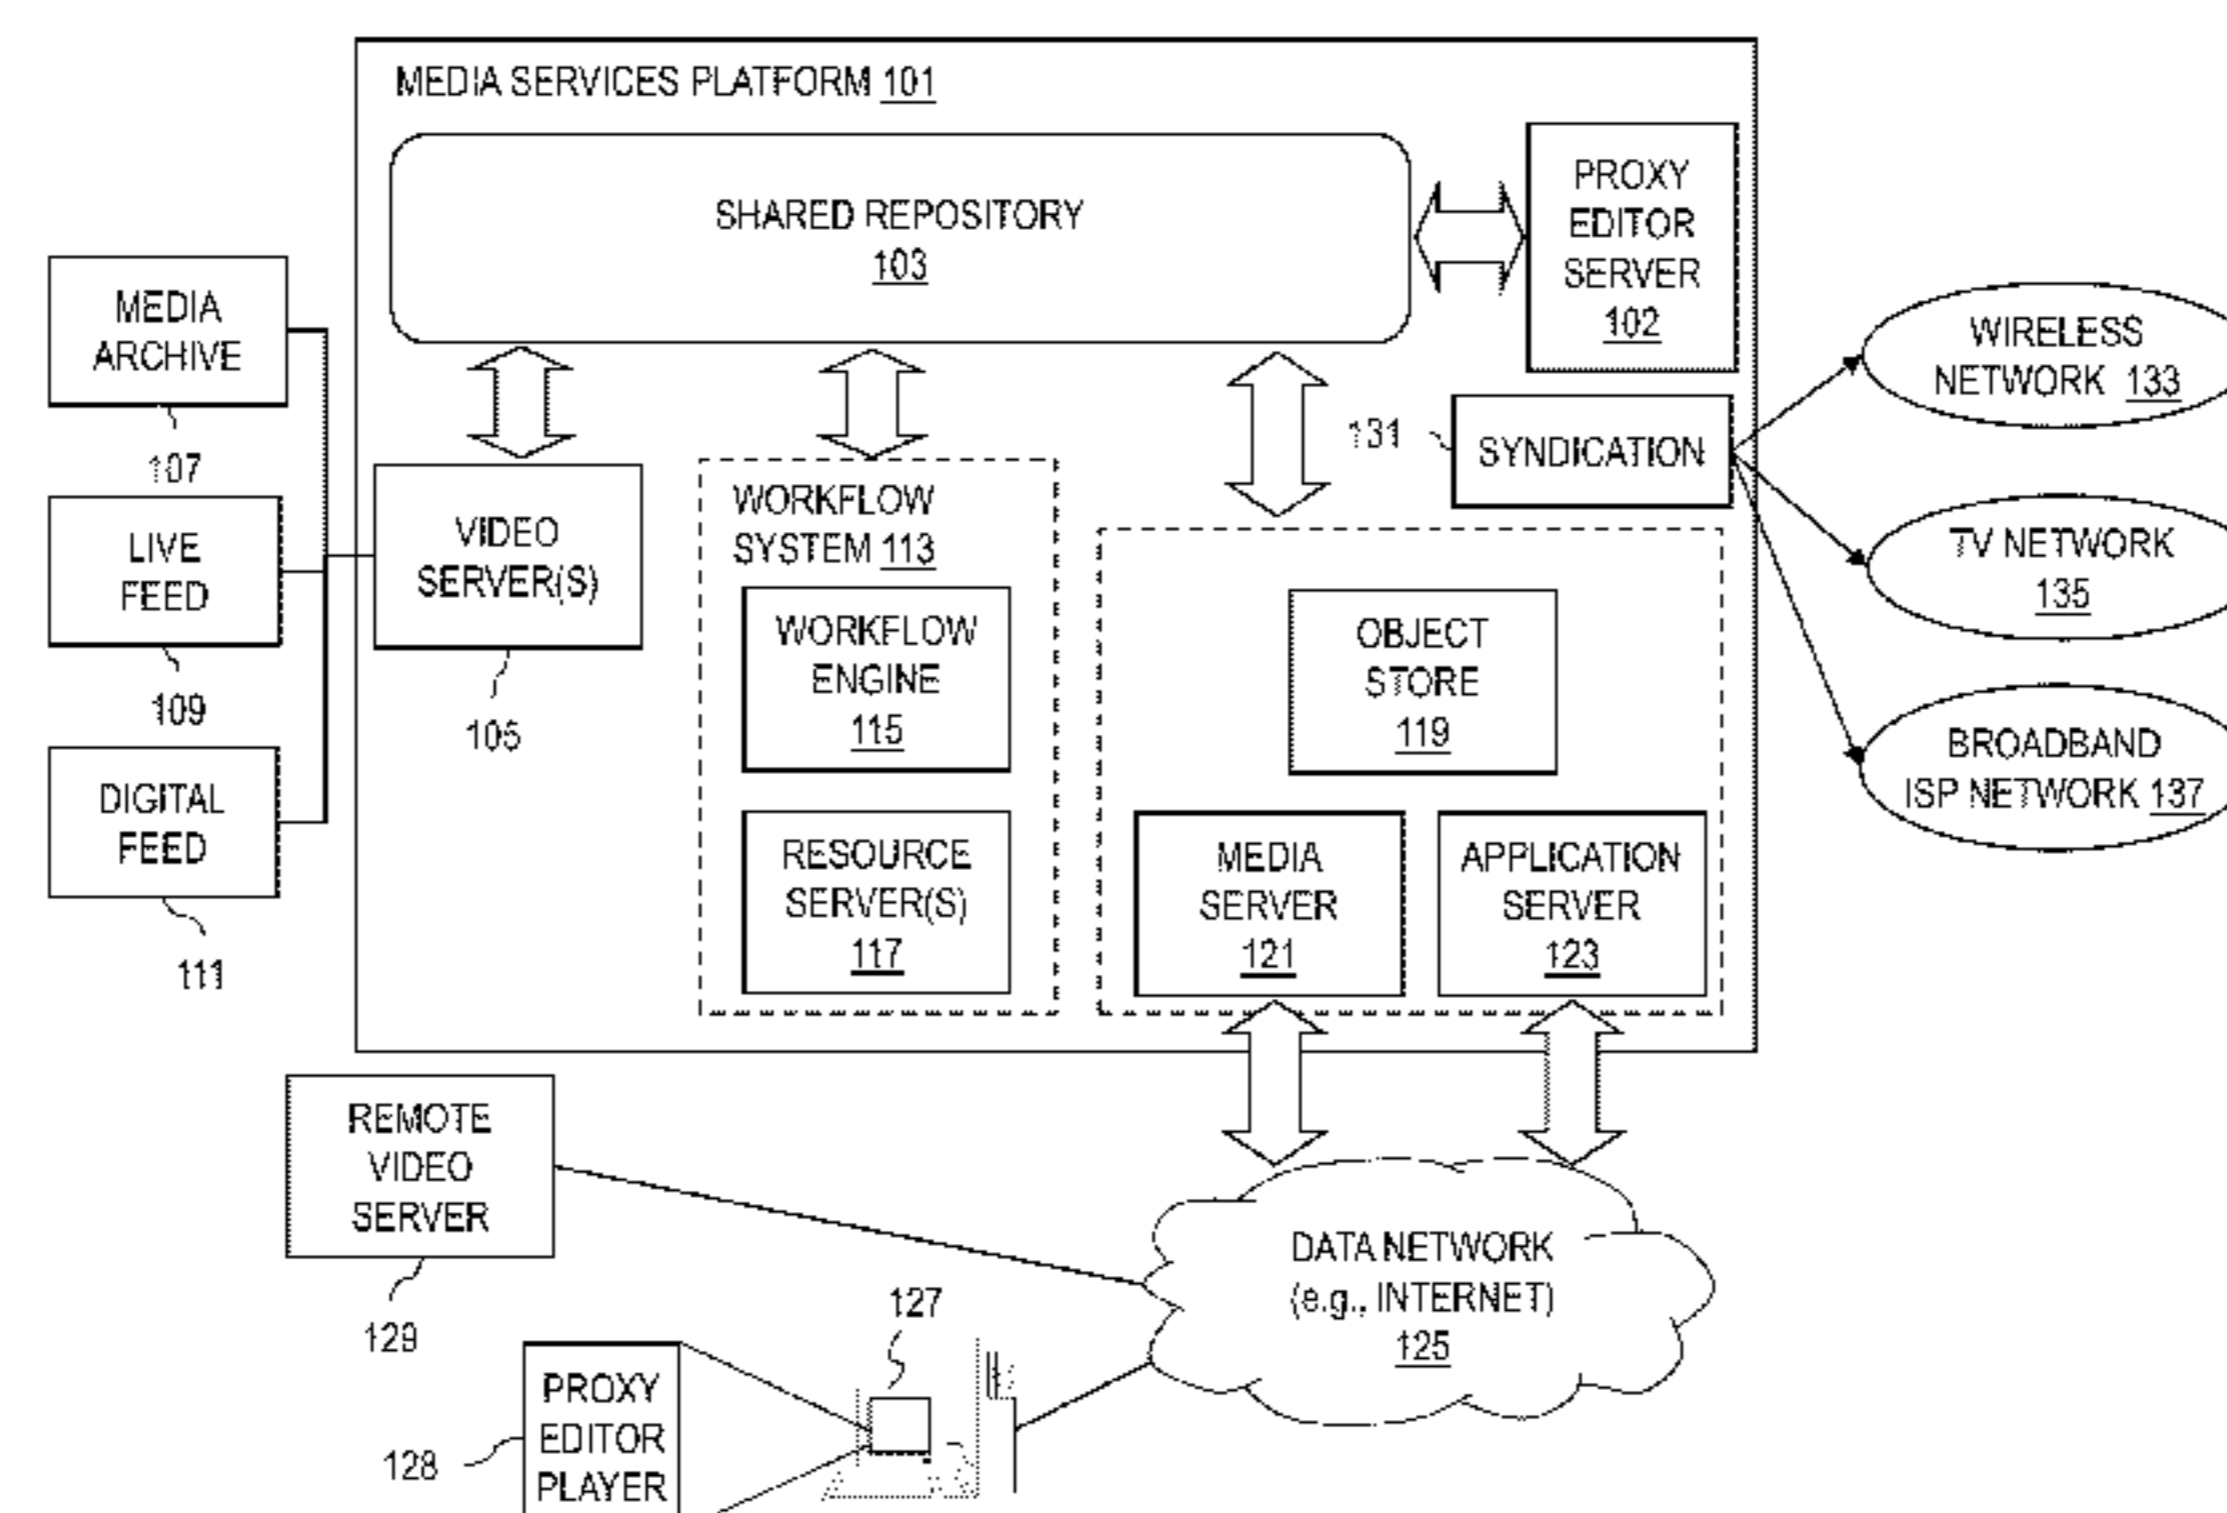 MEDIA SERVICES PLATFORM 101
SHARED REPOSITORY
103
PROXY
EDITOR
SERVER
102
MEDIA
ARCHIVE
107
LIVE
FEED
109
DIGITAL
FEED
111
VIDEO
SERVER(S)
105
WORKFLOW
SYSTEM 113
WORKFLOW
ENGINE
115
RESOURCE
SERVER(S)
117
131
SYNDICATION
OBJECT
STORE
119
MEDIA
SERVER
121
APPLICATION
SERVER
123
WIRELESS
NETWORK 133
TV NETWORK
135
BROADBAND
ISP NETWORK 137
REMOTE
VIDEO
SERVER
129
DATA NETWORK
(e.g., INTERNET)
125
127
PROXY
EDITOR
PLAYER
128